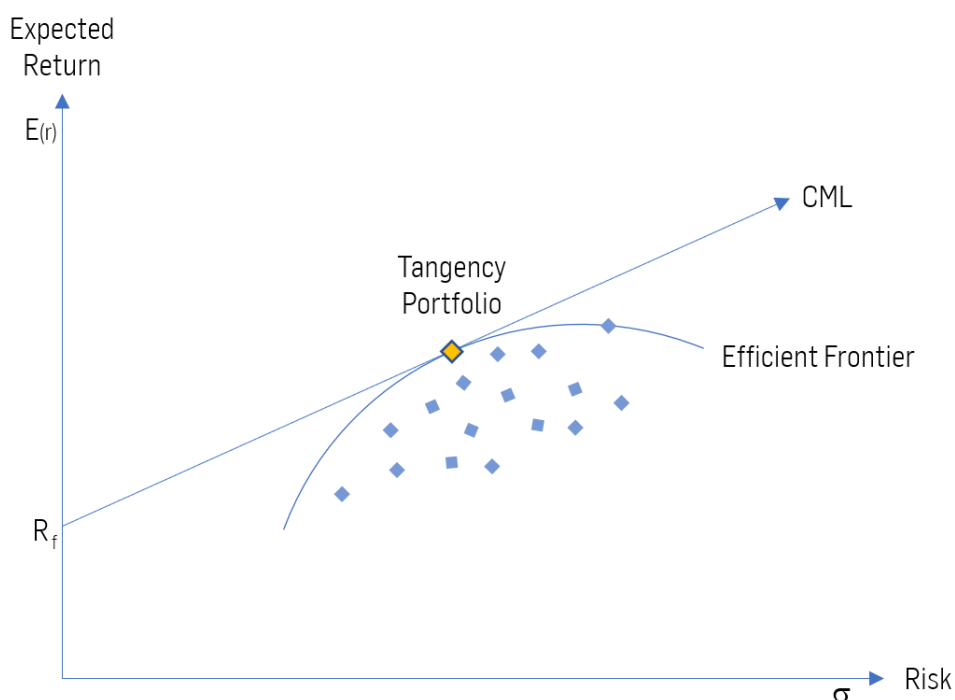 Expected
Return
E(r)
CML
Tangency
Portfolio
Efficient Frontier
Rf
Risk
σ